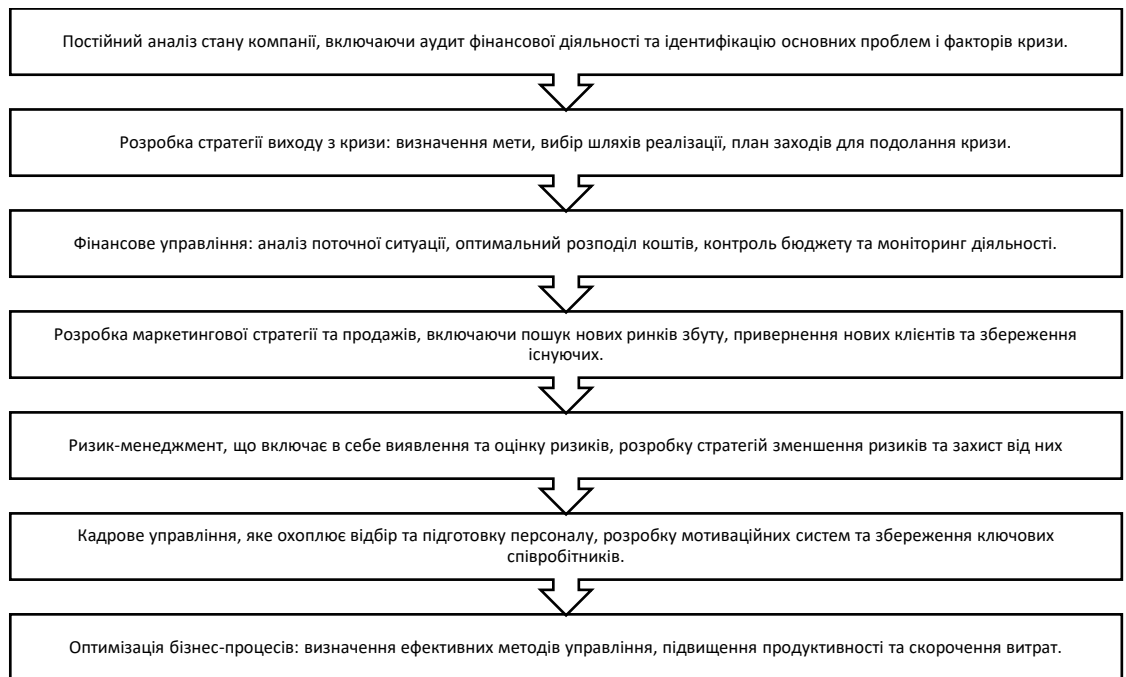 Постійний аналіз стану компанії, включаючи аудит фінансової діяльності та ідентифікацію основних проблем і факторів кризи.
Розробка стратегії виходу з кризи: визначення мети, вибір шляхів реалізації, план заходів для подолання кризи.
Фінансове управління: аналіз поточної ситуації, оптимальний розподіл коштів, контроль бюджету та моніторинг діяльності.
Розробка маркетингової стратегії та продажів, включаючи пошук нових ринків збуту, привернення нових клієнтів та збереження
існуючих.
Ризик-менеджмент, що включає в себе виявлення та оцінку ризиків, розробку стратегій зменшення ризиків та захист від них
Кадрове управління, яке охоплює відбір та підготовку персоналу, розробку мотиваційних систем та збереження ключових
співробітників.
Оптимізація бізнес-процесів: визначення ефективних методів управління, підвищення продуктивності та скорочення витрат.